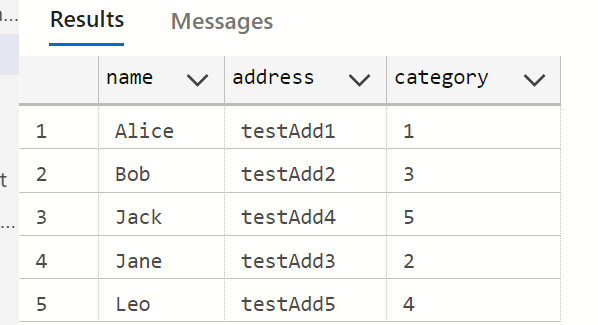 a...
Results Messages
name address category
1 Alice testAdd1 1
2 Bob testAdd2 3
t
3 Jack testAdd4 5
...
4 Jane testAdd3 2
5 Leo testAdd5 4